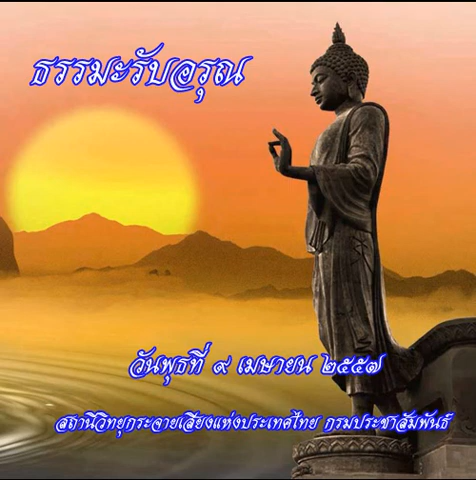 ธรรมะรับอรุณ
วันพุธที่ ๙ เมษายน ๒๕๕๗
สถานีวิทยุกระจายเสียงแห่งประเทศไทย กรมประชาสัมพันธ์